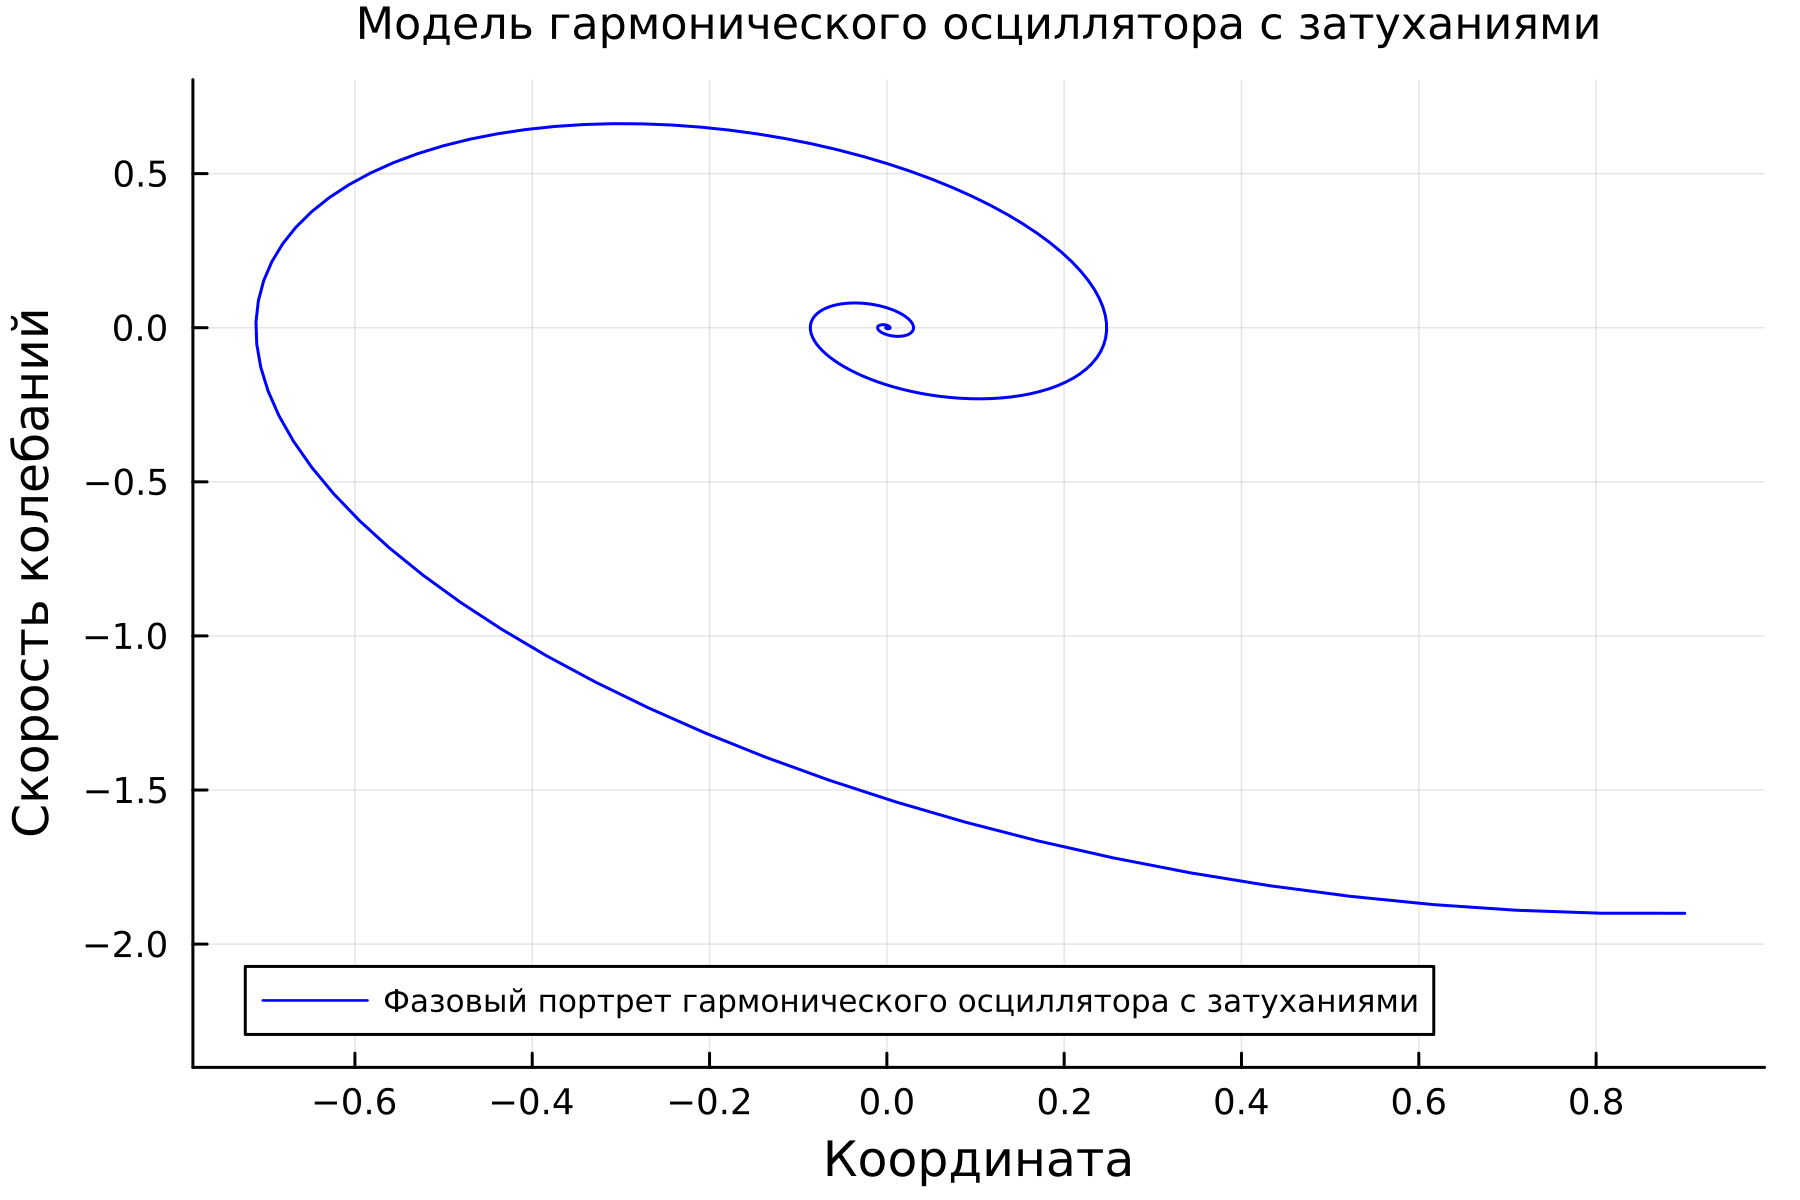 Модель гармонического осциллятора с затуханиями
Скорость колебаний
0.5
0.0
−0.5
−1.0
−1.5
−2.0
Фазовый портрет гармонического осциллятора с затуханиями
−0.6 −0.4 −0.2 0.0 0.2 0.4 0.6 0.8
Координата